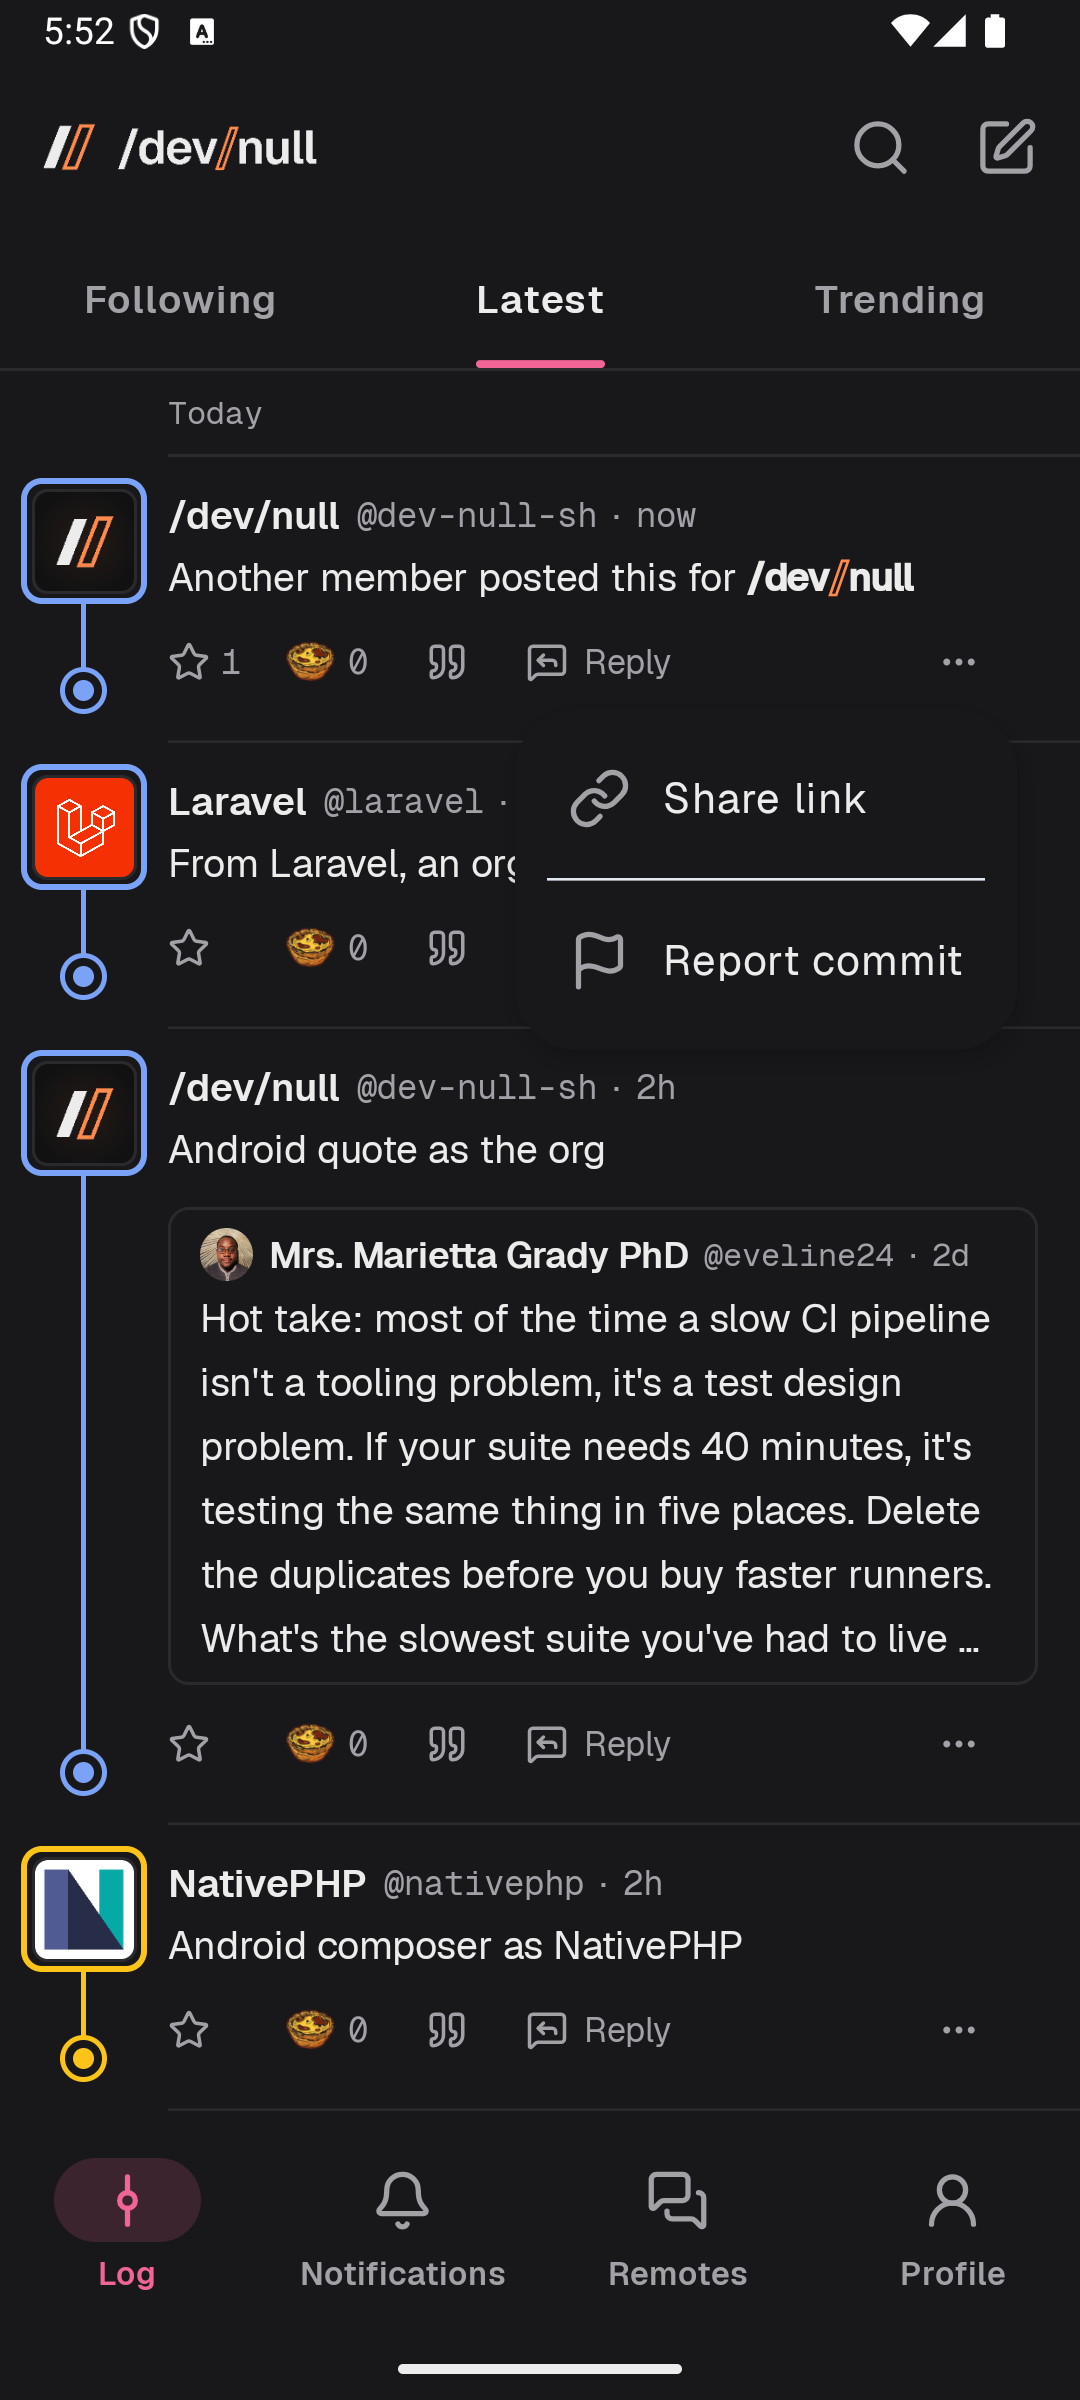 5:52
/dev/null
Following Latest Trending
Today
/dev/null @dev-null-sh · now
Another member posted this for /dev/null
1 0 Reply
Laravel @laravel ·
From Laravel, an
0
Share link
Report commit
/dev/null @dev-null-sh · 2h
Android quote as the org
Mrs. Marietta Grady PhD @eveline24 · 2d
Hot take: most of the time a slow CI pipeline
isn't a tooling problem, it's a test design
problem. If your suite needs 40 minutes, it's
testing the same thing in five places. Delete
the duplicates before you buy faster runners.
What's the slowest suite you've had to live ...
0 Reply
NativePHP @nativephp · 2h
Android composer as NativePHP
0 Reply
Log Notifications Remotes Profile